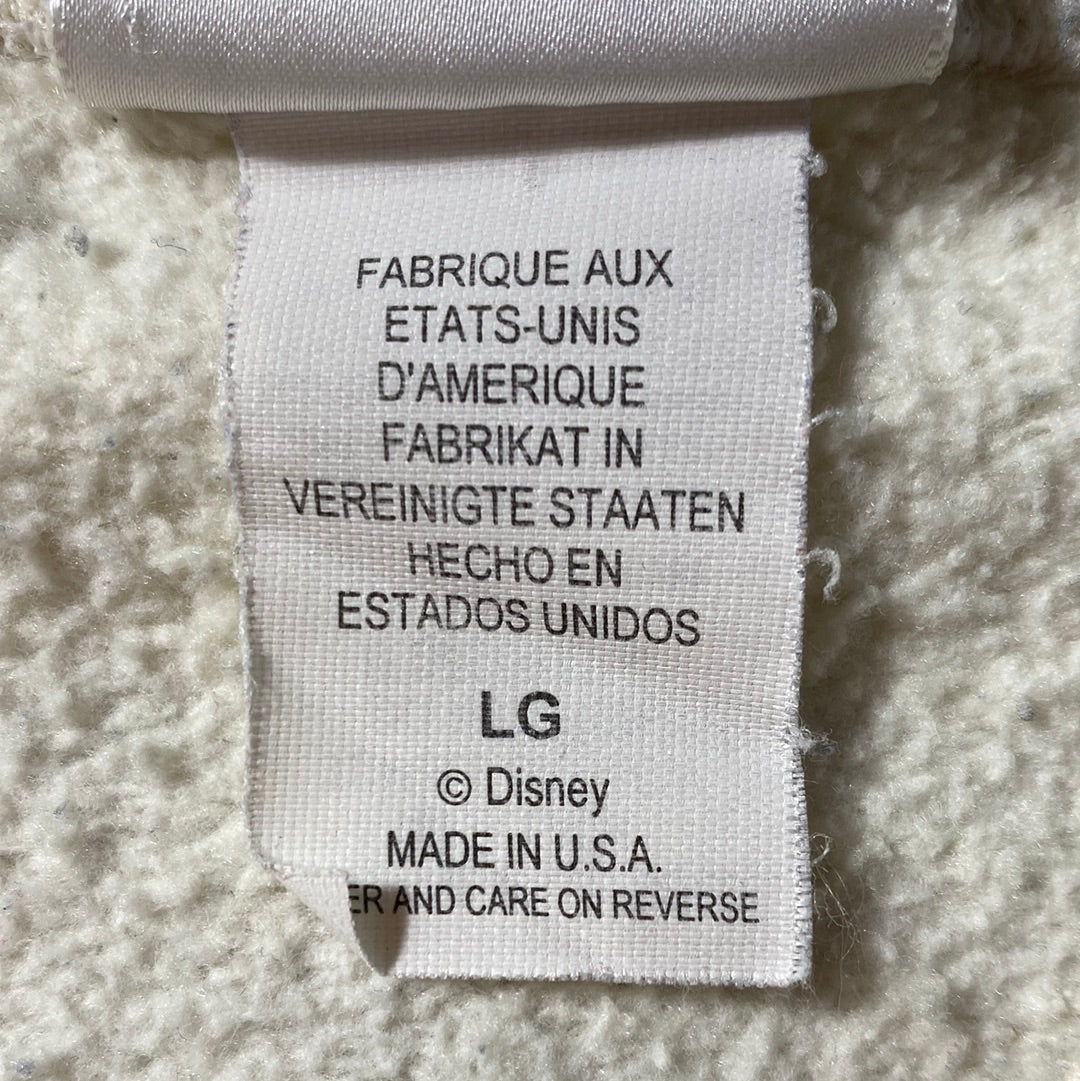 FABRIQUE AUX
ETATS-UNIS
D'AMERIQUE
FABRIKAT IN
VEREINIGTE STAATEN
HECHO EN
ESTADOS UNIDOS
LG
© Disney
MADE IN U.S.A.
AND CARE ON REVERSE